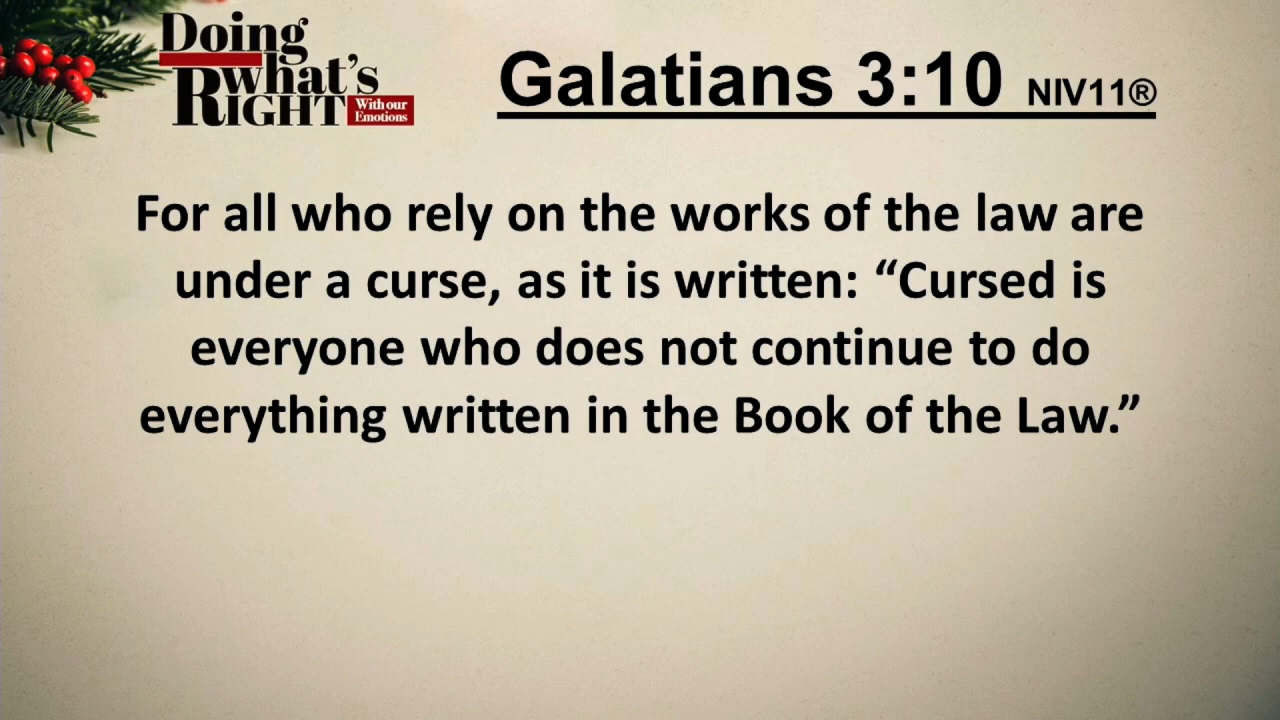 Doing
what's
RIGHT
With our
Emotions
Galatians 3:10 NIV11®
For all who rely on the works of the law are
under a curse, as it is written: “Cursed is
everyone who does not continue to do
everything written in the Book of the Law.”